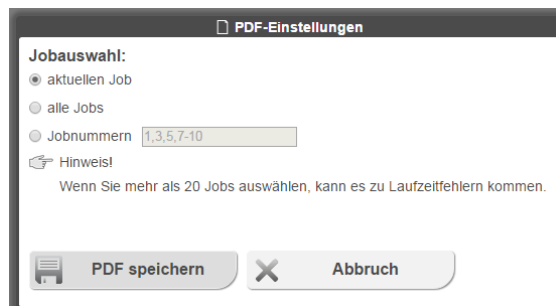 PDF-Einstellungen
Jobauswahl:
aktuellen Job
alle Jobs
Jobnummern 1,3,5,7-10
Hinweis!
Wenn Sie mehr als 20 Jobs auswählen, kann es zu Laufzeitfehlern kommen.
PDF speichern Abbruch